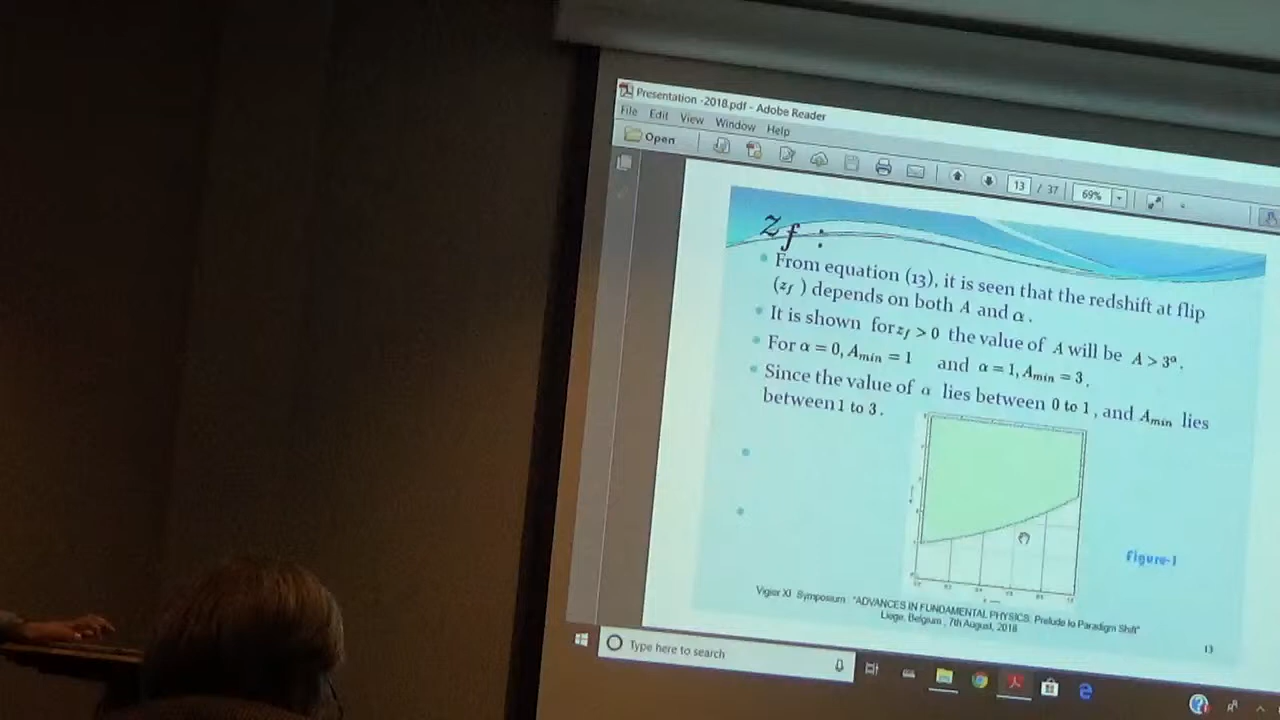 Presentation -2018.pdf - Adobe Reader
File Edit View Window Help
Open 13 / 37 69%
z_f :
From equation (13), it is seen that the redshift at flip
(z_f) depends on both A and α.
It is shown for z_f > 0 the value of A will be A > 3^α.
For α = 0, A_min = 1 and α = 1, A_min = 3.
Since the value of α lies between 0 to 1, and A_min lies
between 1 to 3.
Figure-1
Vigier XI Symposium : "ADVANCES IN FUNDAMENTAL PHYSICS: Prelude to Paradigm Shift"
Liege, Belgium, 7th August, 2018
13
Type here to search